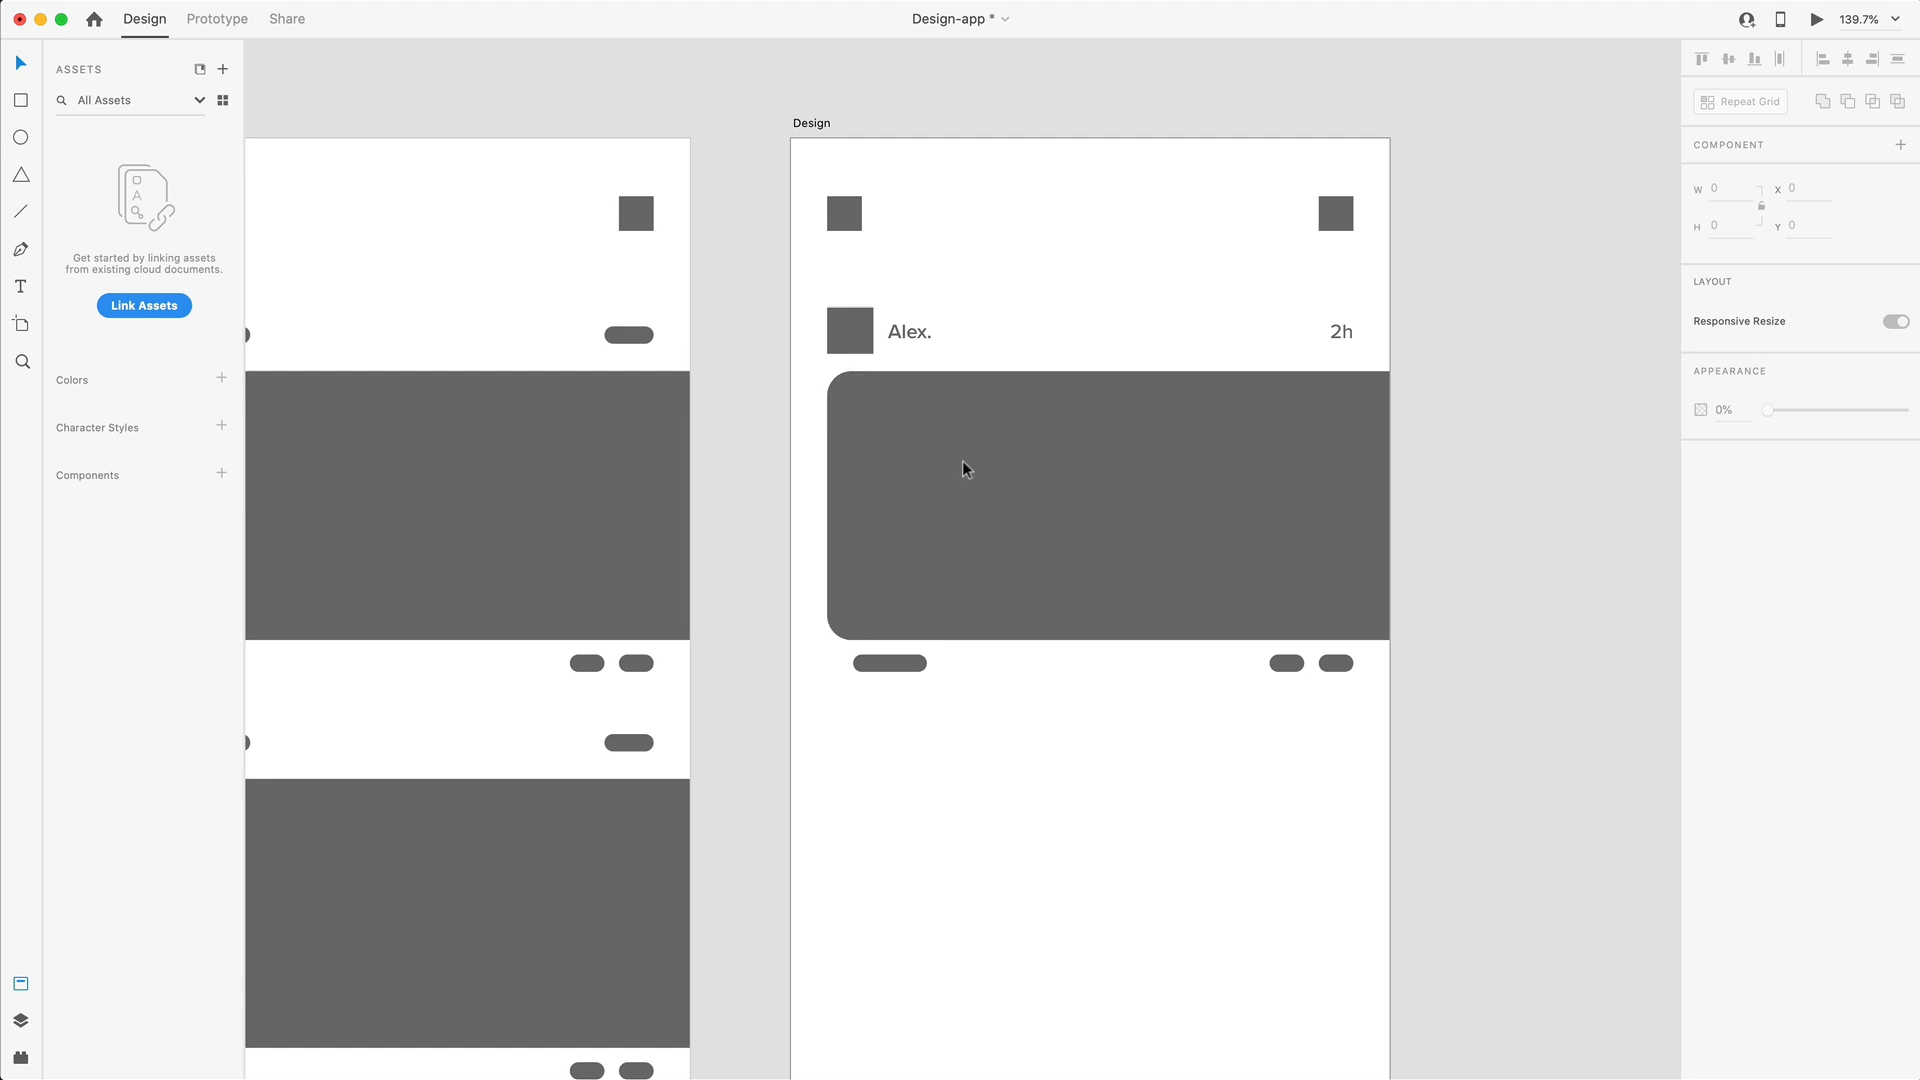 Design Prototype Share Design-app * 139.7%
ASSETS
All Assets
Get started by linking assets
from existing cloud documents.
Link Assets
Colors
Character Styles
Components
Design
Alex. 2h
Repeat Grid
COMPONENT
W 0 X 0
H 0 Y 0
LAYOUT
Responsive Resize
APPEARANCE
0%